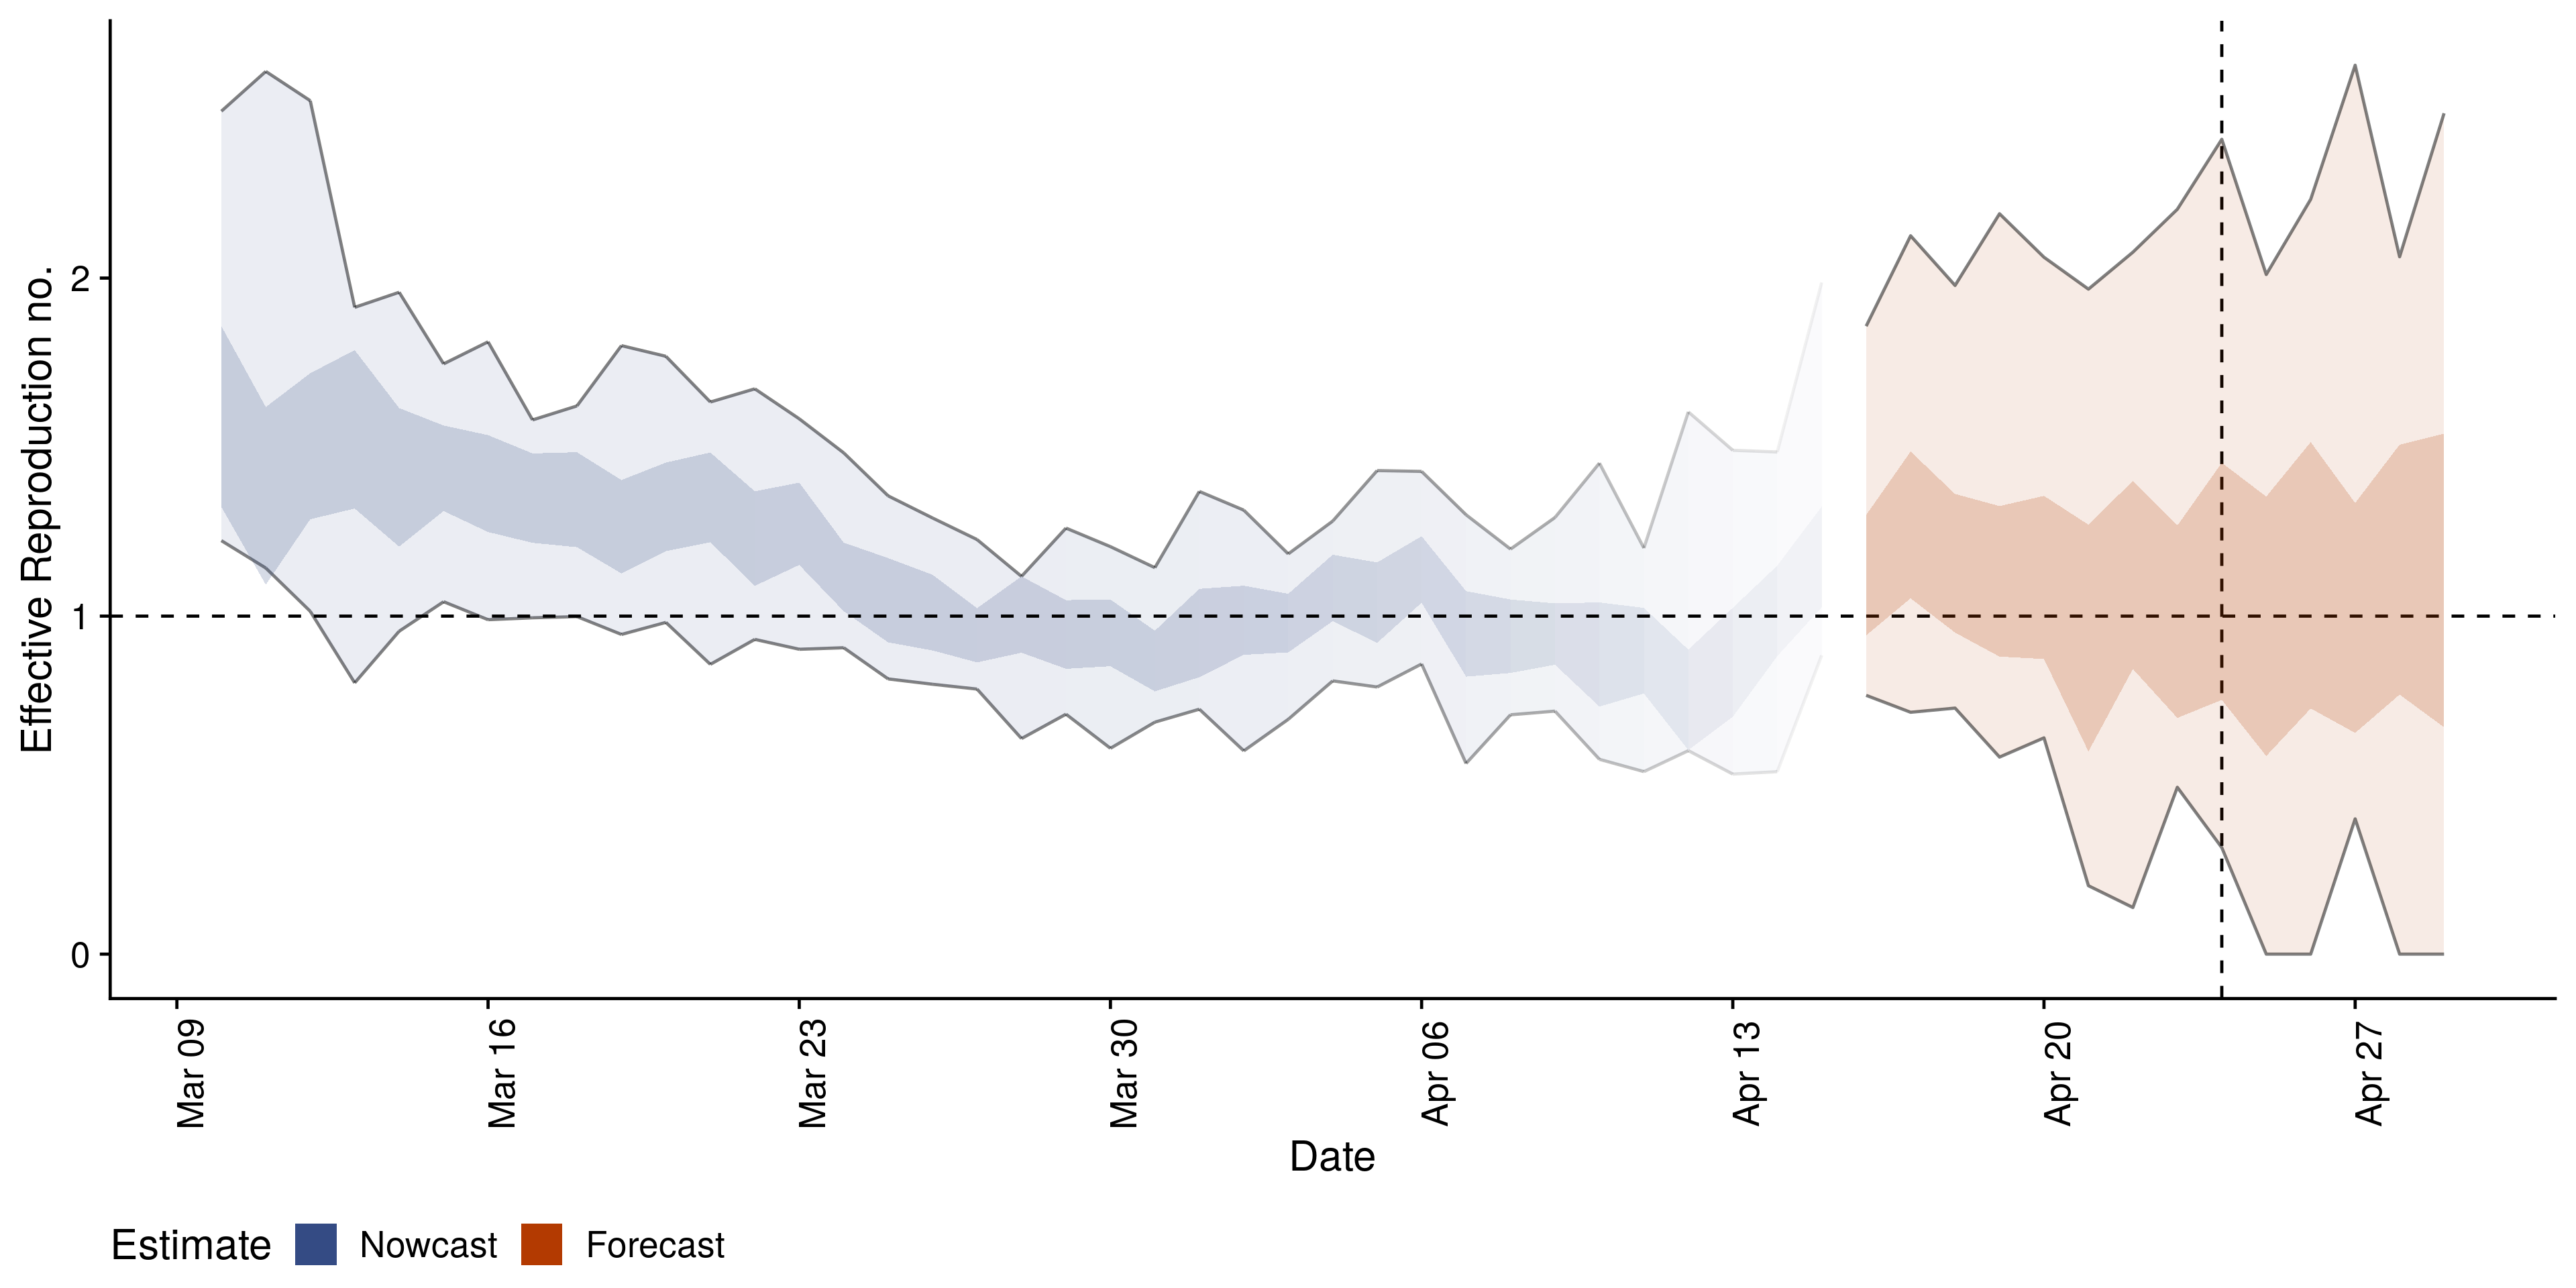 Effective Reproduction no.
2
1
0
Mar 09
Mar 16
Mar 23
Mar 30
Apr 06
Apr 13
Apr 20
Apr 27
Date
Estimate Nowcast Forecast